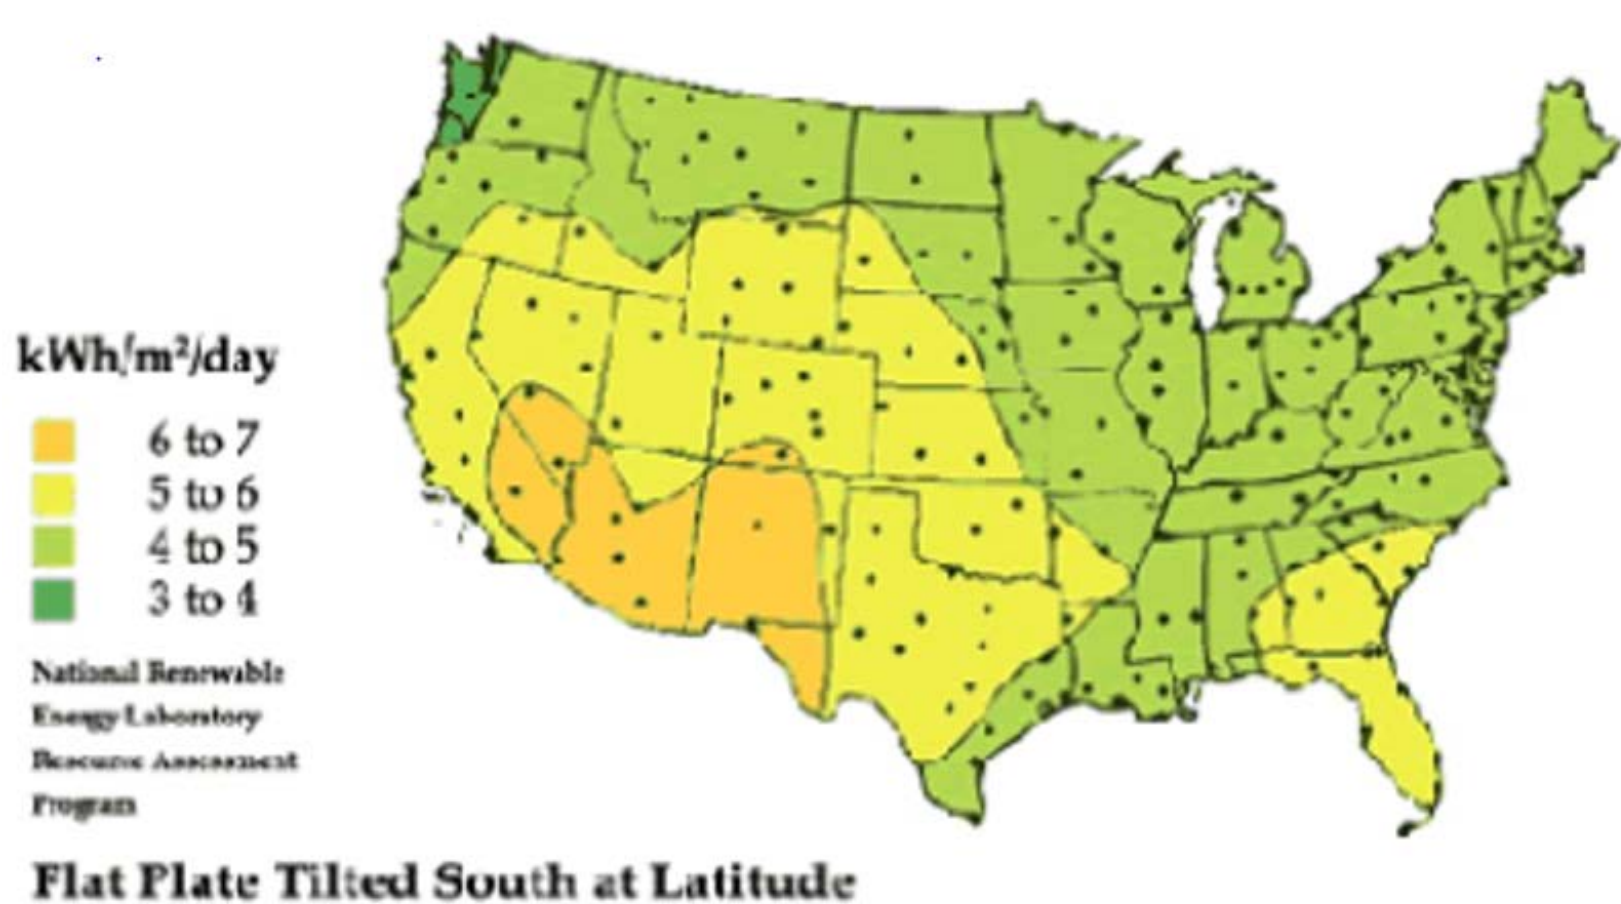 kWh/m²/day
6 to 7
5 to 6
4 to 5
3 to 4
National Renewable
Energy Laboratory
Resource Assessment
Program
Flat Plate Tilted South at Latitude